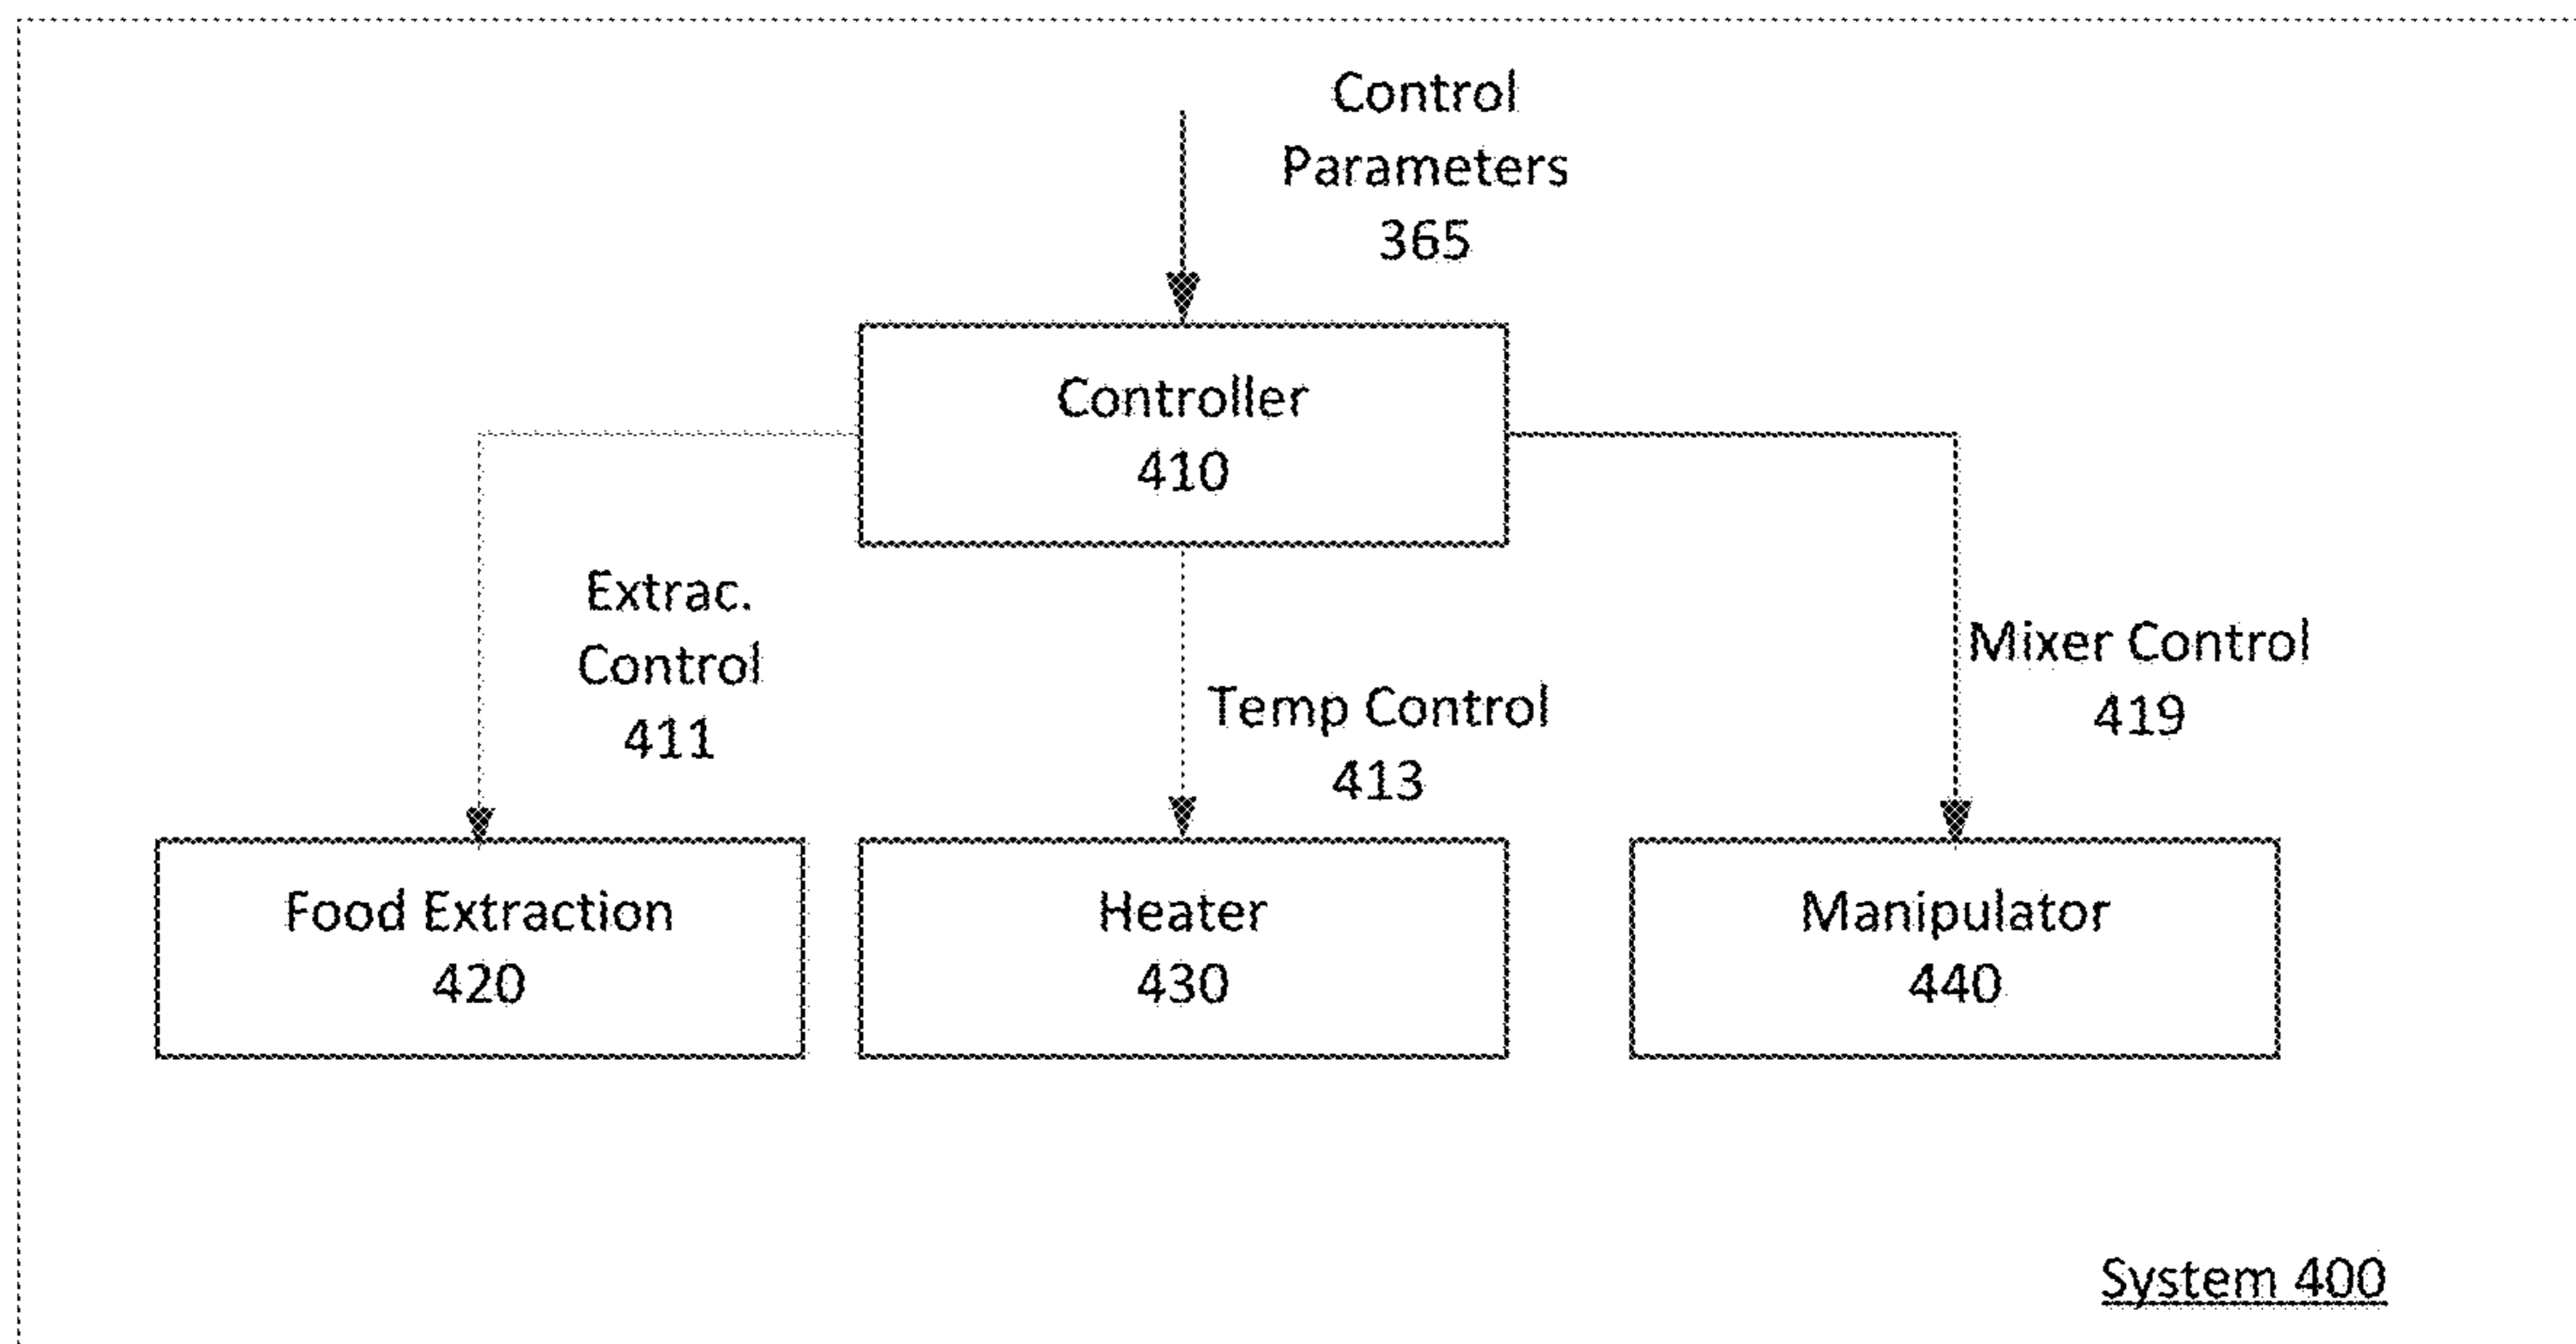 Control
Parameters
365
Controller
410
Extrac.
Control
411
Temp Control
413
Mixer Control
419
Food Extraction
420
Heater
430
Manipulator
440
System 400